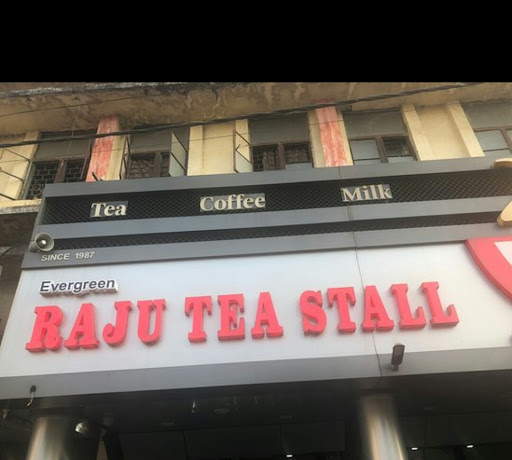 Tea Coffee Milk
SINCE 1987
Evergreen
RAJU TEA STALL